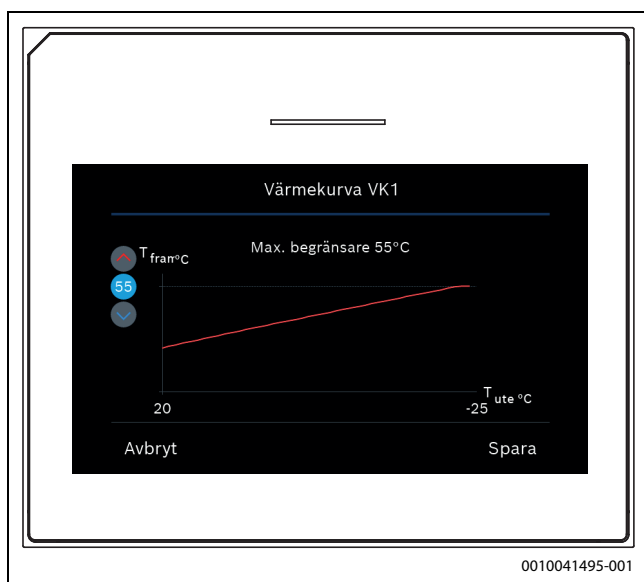 Värmekurva VK1
Max. begränsare 55°C
T fram°C
55
T ute °C
20
-25
Avbryt
Spara
0010041495-001